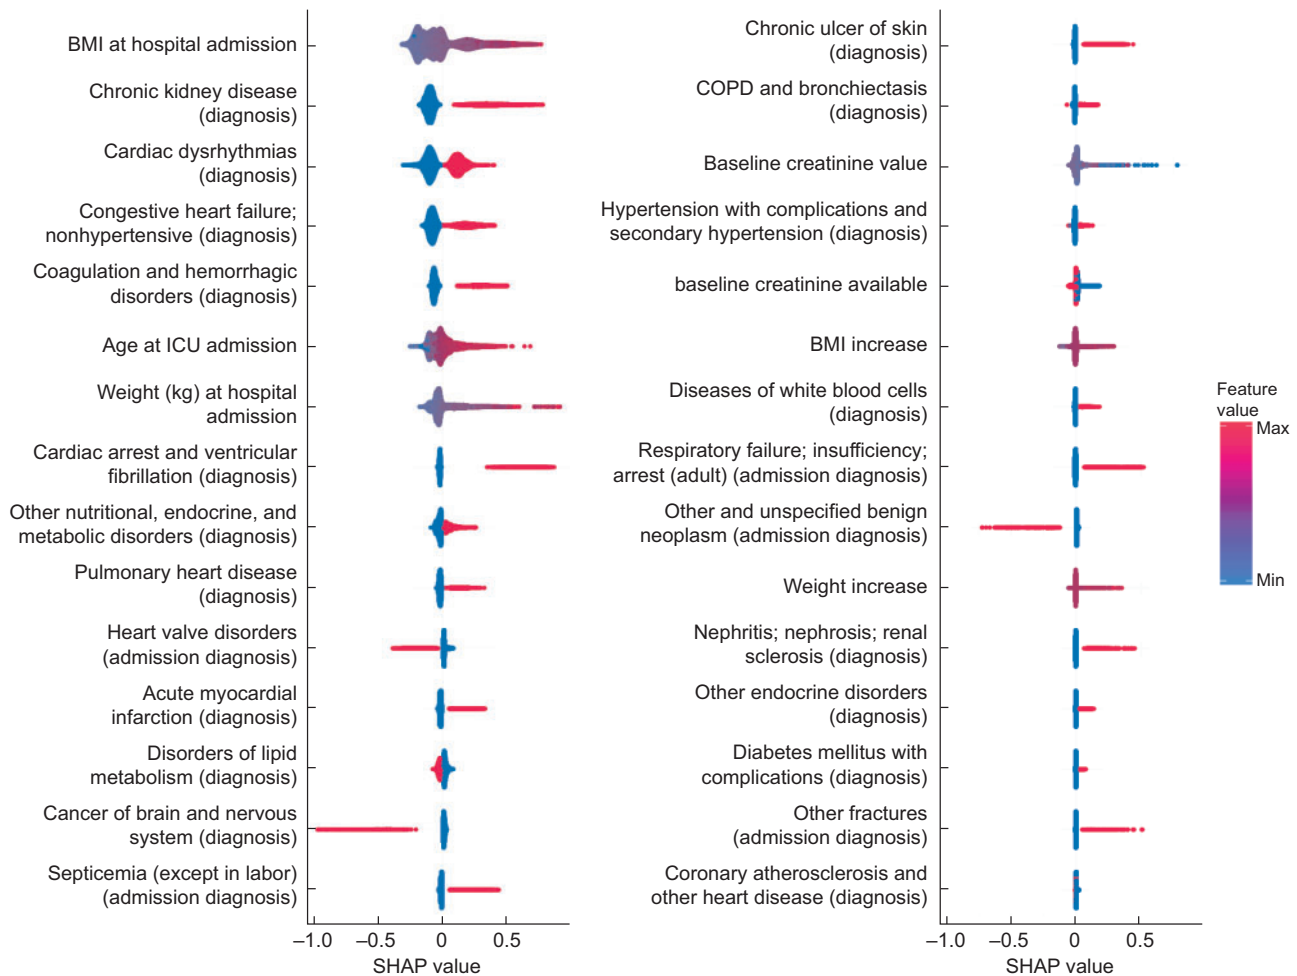 BMI at hospital admission
Chronic kidney disease
(diagnosis)
Cardiac dysrhythmias
(diagnosis)
Congestive heart failure;
nonhypertensive (diagnosis)
Coagulation and hemorrhagic
disorders (diagnosis)
Age at ICU admission
Weight (kg) at hospital
admission
Cardiac arrest and ventricular
fibrillation (diagnosis)
Other nutritional, endocrine, and
metabolic disorders (diagnosis)
Pulmonary heart disease
(diagnosis)
Heart valve disorders
(admission diagnosis)
Acute myocardial
infarction (diagnosis)
Disorders of lipid
metabolism (diagnosis)
Cancer of brain and nervous
system (diagnosis)
Septicemia (except in labor)
(admission diagnosis)
–1.0 –0.5 0 0.5
SHAP value
Chronic ulcer of skin
(diagnosis)
COPD and bronchiectasis
(diagnosis)
Baseline creatinine value
Hypertension with complications and
secondary hypertension (diagnosis)
baseline creatinine available
BMI increase
Diseases of white blood cells
(diagnosis)
Respiratory failure; insufficiency;
arrest (adult) (admission diagnosis)
Other and unspecified benign
neoplasm (admission diagnosis)
Weight increase
Nephritis; nephrosis; renal
sclerosis (diagnosis)
Other endocrine disorders
(diagnosis)
Diabetes mellitus with
complications (diagnosis)
Other fractures
(admission diagnosis)
Coronary atherosclerosis and
other heart disease (diagnosis)
–1.0 –0.5 0 0.5
SHAP value
Feature
value
Max
Min